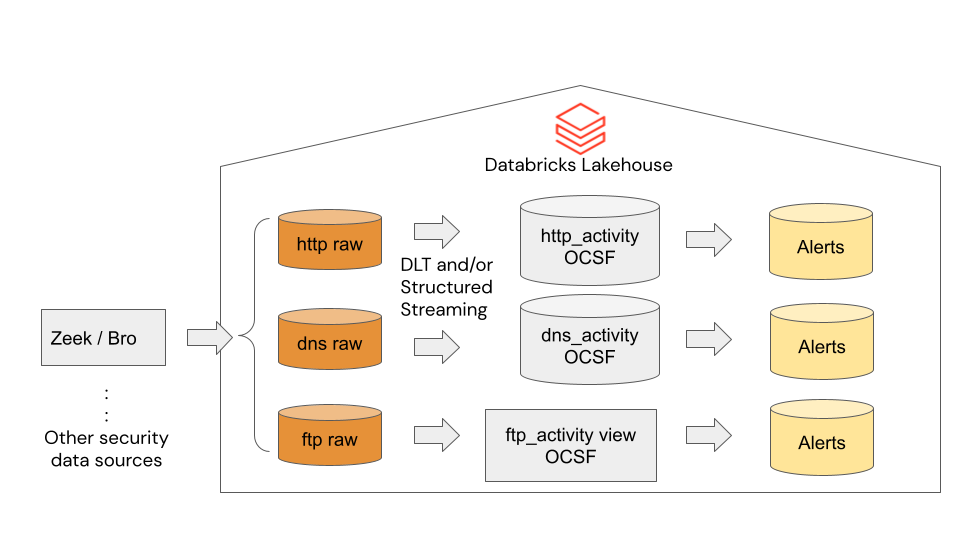 Databricks Lakehouse
http raw
http_activity
OCSF
Alerts
DLT and/or
Structured
Streaming
Zeek / Bro
dns raw
dns_activity
OCSF
Alerts
:
:
Other security
data sources
ftp raw
ftp_activity view
OCSF
Alerts